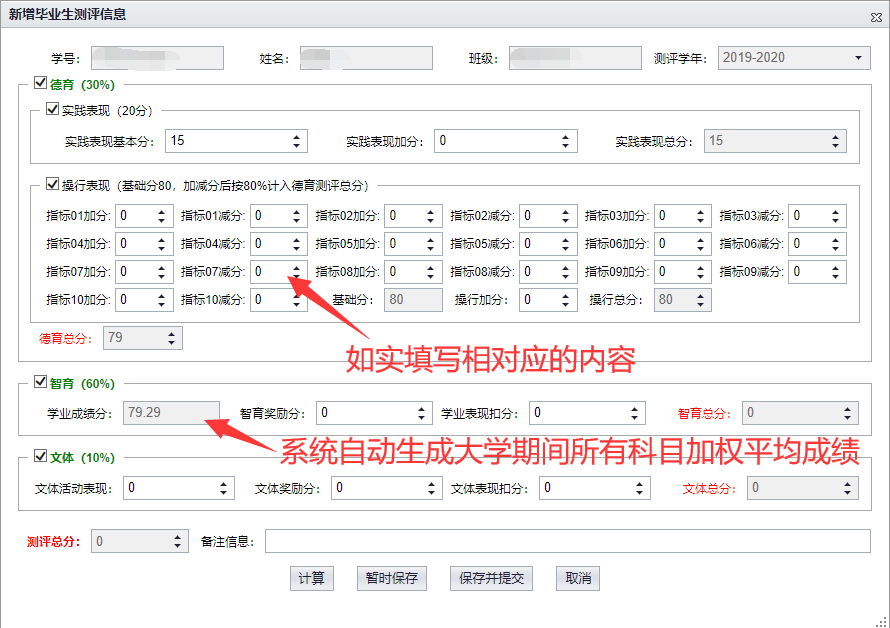 新增毕业生测评信息
学号: 姓名: 班级: 测评学年: 2019-2020
德育 (30%)
实践表现 (20分)
实践表现基本分: 15 实践表现加分: 0 实践表现总分: 15
操行表现 (基础分80，加减分后按80%计入德育测评总分)
指标01加分: 0 指标01减分: 0 指标02加分: 0 指标02减分: 0 指标03加分: 0 指标03减分: 0
指标04加分: 0 指标04减分: 0 指标05加分: 0 指标05减分: 0 指标06加分: 0 指标06减分: 0
指标07加分: 0 指标07减分: 0 指标08加分: 0 指标08减分: 0 指标09加分: 0 指标09减分: 0
指标10加分: 0 指标10减分: 0 基础分: 80 操行加分: 0 操行总分: 80
德育总分: 79
如实填写相对应的内容
智育 (60%)
学业成绩分: 79.29 智育奖励分: 0 学业表现扣分: 0 智育总分: 0
系统自动生成大学期间所有科目加权平均成绩
文体 (10%)
文体活动表现: 0 文体奖励分: 0 文体表现扣分: 0 文体总分: 0
测评总分: 0 备注信息:
计算 暂时保存 保存并提交 取消